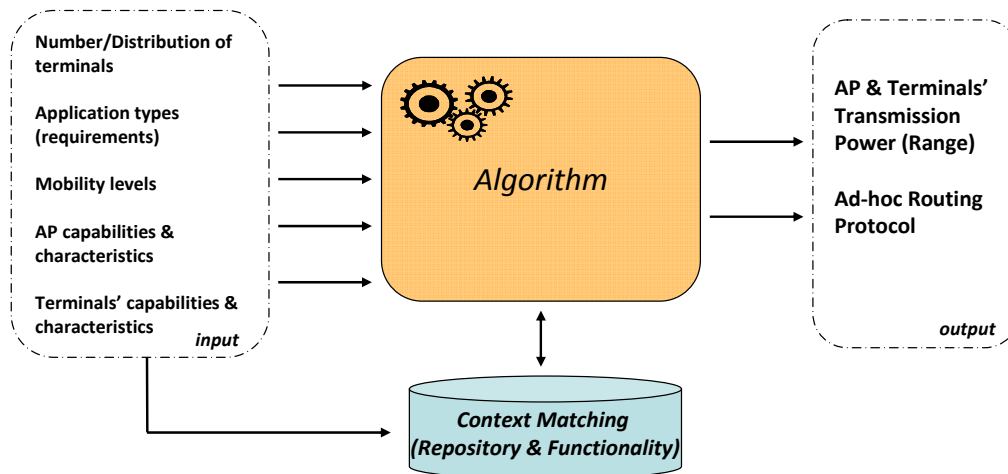 Number/Distribution of
terminals
Application types
(requirements)
Mobility levels
AP capabilities &
characteristics
Terminals’ capabilities &
characteristics
input
Algorithm
AP & Terminals’
Transmission
Power (Range)
Ad-hoc Routing
Protocol
output
Context Matching
(Repository & Functionality)